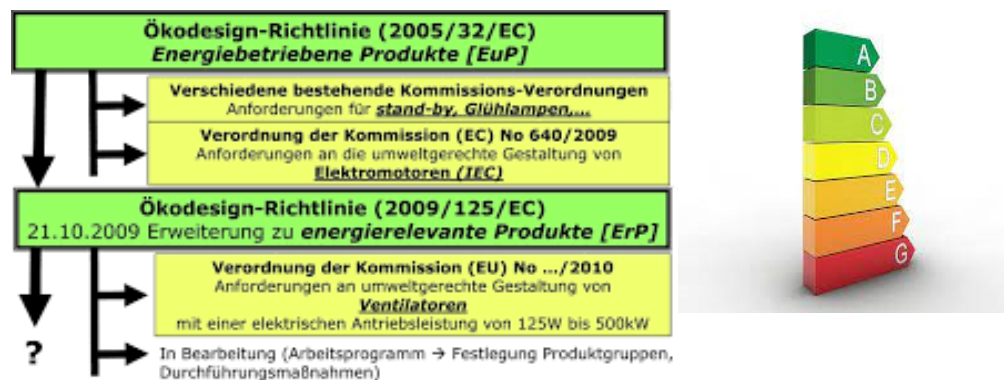 Ökodesign-Richtlinie (2005/32/EC)
Energiebetriebene Produkte [EuP]
Verschiedene bestehende Kommissions-Verordnungen
Anforderungen für stand-by, Glühlampen,...
Verordnung der Kommission (EC) No 640/2009
Anforderungen an die umweltgerechte Gestaltung von
Elektromotoren (IEC)
Ökodesign-Richtlinie (2009/125/EC)
21.10.2009 Erweiterung zu energierelevante Produkte [ErP]
Verordnung der Kommission (EU) No .../2010
Anforderungen an umweltgerechte Gestaltung von
Ventilatoren
mit einer elektrischen Antriebsleistung von 125W bis 500kW
?
In Bearbeitung (Arbeitsprogramm → Festlegung Produktgruppen,
Durchführungsmaßnahmen)
A
B
C
D
E
F
G